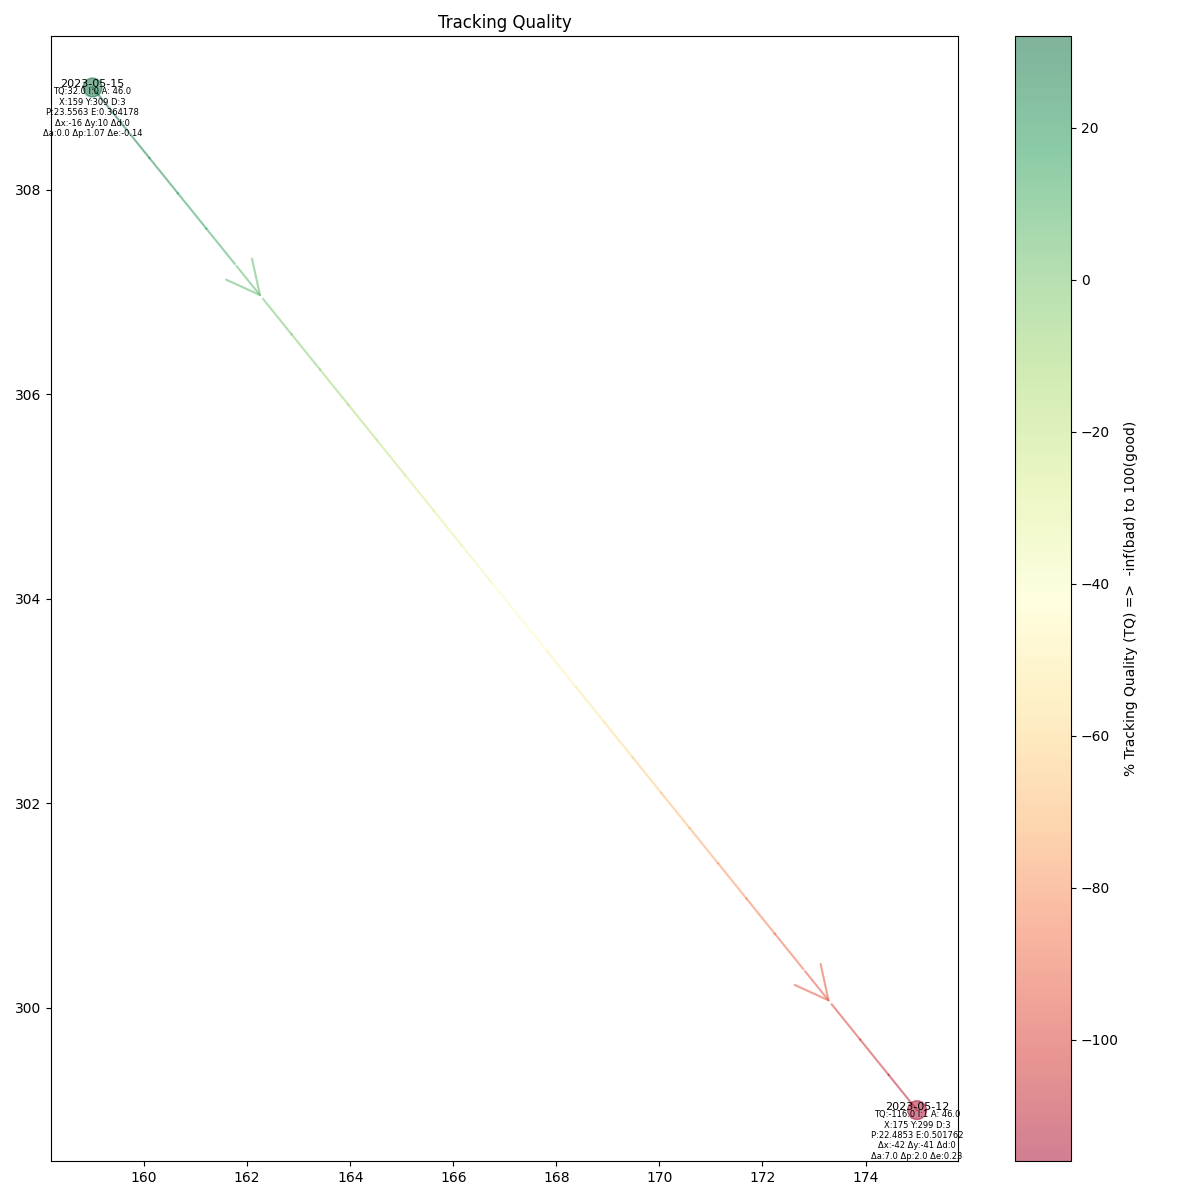 Tracking Quality
2023-05-15
TQ:32.0 I:0 A: 46.0
X:159 Y:309 D:3
P:23.5563 E:0.364178
Δx:-16 Δy:10 Δd:0
Δa:0.0 Δp:1.07 Δe:-0.14
308
306
304
302
300
160
162
164
166
168
170
172
174
2023-05-12
TQ:-116.0 I:1 A: 46.0
X:175 Y:299 D:3
P:22.4853 E:0.501762
Δx:-42 Δy:-41 Δd:0
Δa:7.0 Δp:2.0 Δe:0.23
20
0
−20
−40
−60
−80
−100
% Tracking Quality (TQ) => -inf(bad) to 100(good)